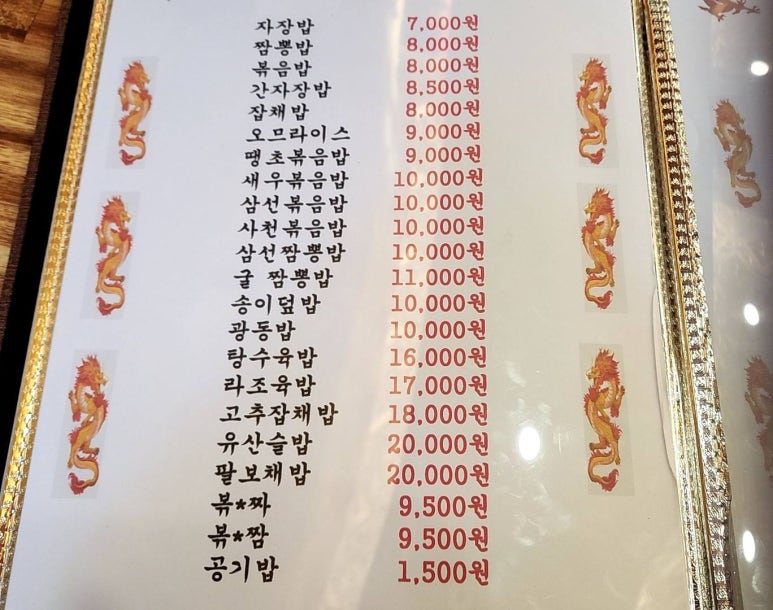 자장밥 7,000원
짬뽕밥 8,000원
볶음밥 8,000원
간자장밥 8,500원
잡채밥 8,000원
오므라이스 9,000원
땡초볶음밥 9,000원
새우볶음밥 10,000원
삼선볶음밥 10,000원
사천볶음밥 10,000원
삼선짬뽕밥 10,000원
굴 짬뽕밥 11,000원
송이덮밥 10,000원
광동밥 10,000원
탕수육밥 16,000원
라조육밥 17,000원
고추잡채밥 18,000원
유산슬밥 20,000원
팔보채밥 20,000원
볶*짜 9,500원
볶*짬 9,500원
공기밥 1,500원